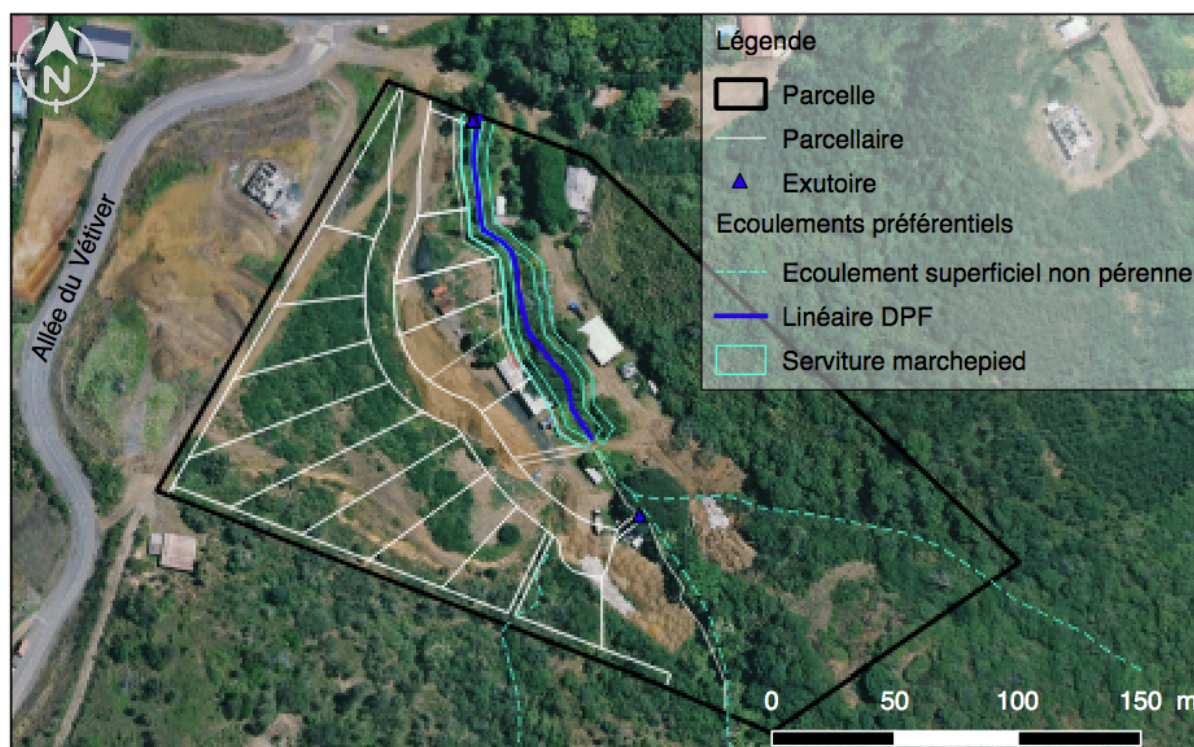 N
Allée du Vétiver
Légende
Parcelle
Parcellaire
Exutoire
Ecoulements préférentiels
Ecoulement superficiel non pérenne
Linéaire DPF
Serviture marchepied
0 50 100 150 m